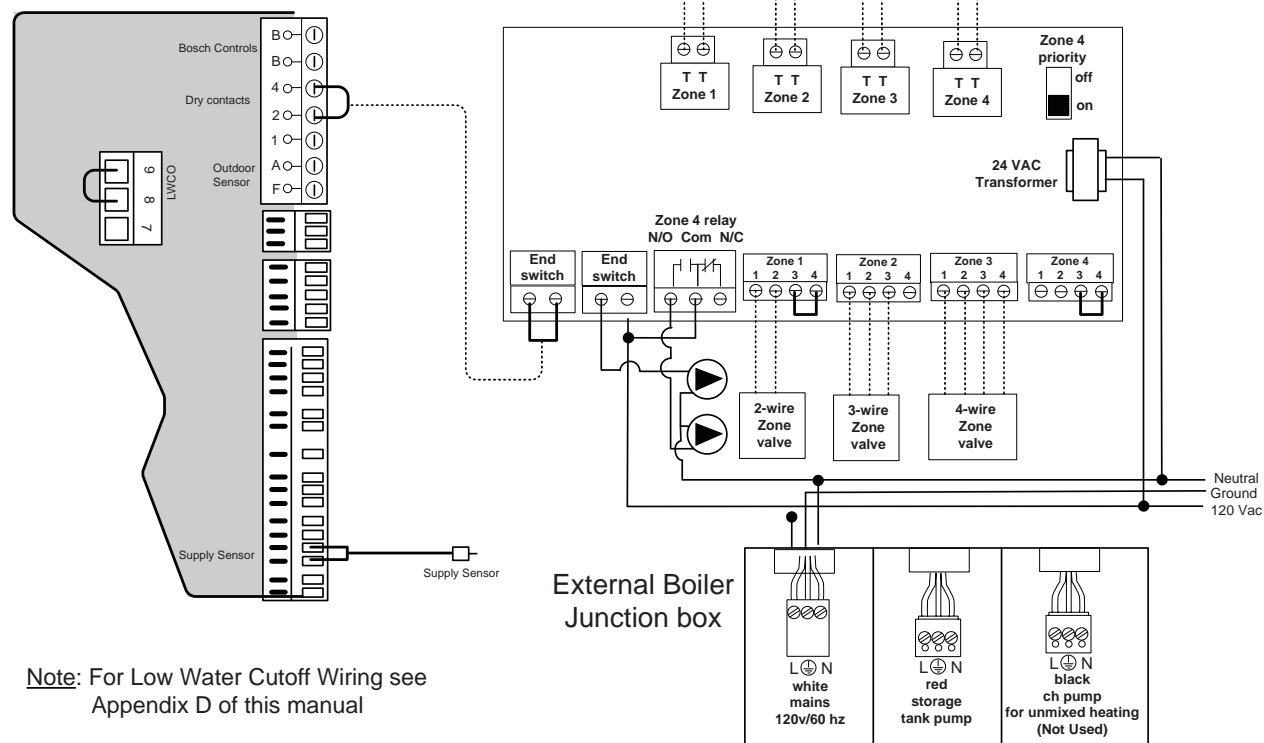 Bosch Controls
B
B
Dry contacts
4
2
1
Outdoor
Sensor
A
F
LWCO
9
8
7
Supply Sensor
Supply Sensor
T T
Zone 1
T T
Zone 2
T T
Zone 3
T T
Zone 4
Zone 4
priority
off
on
24 VAC
Transformer
End
switch
End
switch
Zone 4 relay
N/O Com N/C
Zone 1
1 2 3 4
Zone 2
1 2 3 4
Zone 3
1 2 3 4
Zone 4
1 2 3 4
2-wire
Zone
valve
3-wire
Zone
valve
4-wire
Zone
valve
Neutral
Ground
120 Vac
External Boiler
Junction box
L N
white
mains
120v/60 hz
L N
red
storage
tank pump
L N
black
ch pump
for unmixed heating
(Not Used)
Note: For Low Water Cutoff Wiring see
Appendix D of this manual